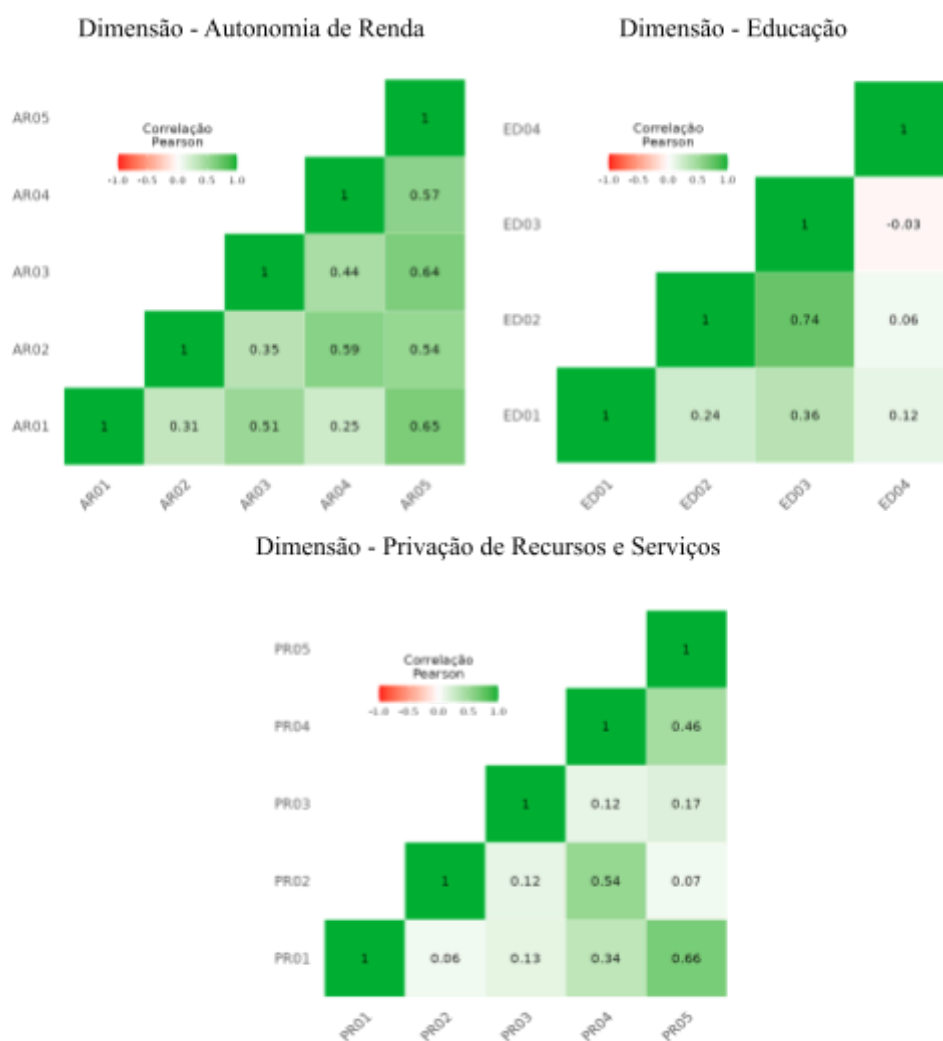 Dimensão - Autonomia de Renda
Correlação
Pearson
-1.0 -0.5 0.0 0.5 1.0
AR05 1
AR04 1 0.57
AR03 1 0.44 0.64
AR02 1 0.35 0.59 0.54
AR01 1 0.31 0.51 0.25 0.65
AR01 AR02 AR03 AR04 AR05
Dimensão - Educação
Correlação
Pearson
-1.0 -0.5 0.0 0.5 1.0
ED04 1
ED03 1 -0.03
ED02 1 0.74 0.06
ED01 1 0.24 0.36 0.12
ED01 ED02 ED03 ED04
Dimensão - Privação de Recursos e Serviços
Correlação
Pearson
-1.0 -0.5 0.0 0.5 1.0
PR05 1
PR04 1 0.46
PR03 1 0.12 0.17
PR02 1 0.12 0.54 0.07
PR01 1 0.06 0.13 0.34 0.66
PR01 PR02 PR03 PR04 PR05